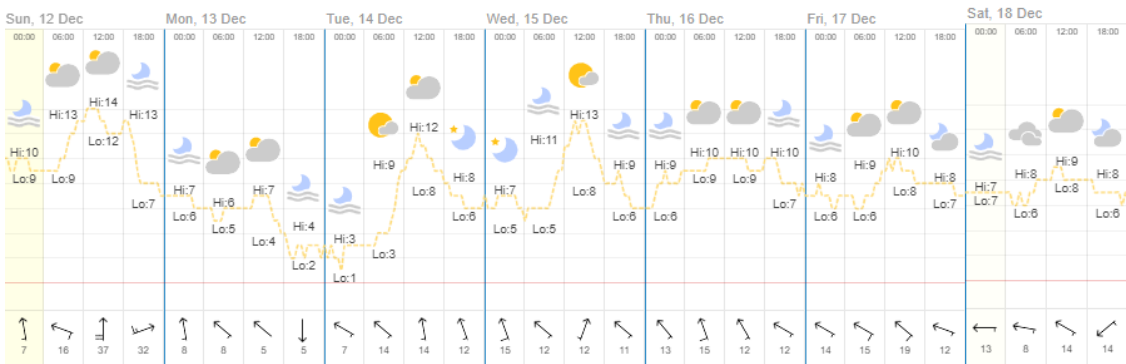 Sun, 12 Dec Mon, 13 Dec Tue, 14 Dec Wed, 15 Dec Thu, 16 Dec Fri, 17 Dec Sat, 18 Dec
00:00 06:00 12:00 18:00 00:00 06:00 12:00 18:00 00:00 06:00 12:00 18:00 00:00 06:00 12:00 18:00 00:00 06:00 12:00 18:00 00:00 06:00 12:00 18:00 00:00 06:00 12:00 18:00
Hi:10 Hi:13 Hi:14 Hi:13 Hi:7 Hi:6 Hi:7 Hi:4 Hi:3 Hi:9 Hi:12 Hi:8 Hi:7 Hi:11 Hi:13 Hi:9 Hi:9 Hi:10 Hi:10 Hi:10 Hi:8 Hi:9 Hi:10 Hi:8 Hi:7 Hi:8 Hi:9 Hi:8
Lo:9 Lo:9 Lo:12 Lo:7 Lo:6 Lo:5 Lo:4 Lo:2 Lo:1 Lo:3 Lo:8 Lo:6 Lo:5 Lo:5 Lo:8 Lo:7 Lo:6 Lo:9 Lo:9 Lo:7 Lo:6 Lo:6 Lo:8 Lo:7 Lo:7 Lo:6 Lo:8 Lo:6
7 16 37 32 8 8 5 5 7 14 14 12 15 12 12 11 13 15 12 12 14 15 19 12 13 8 14 14